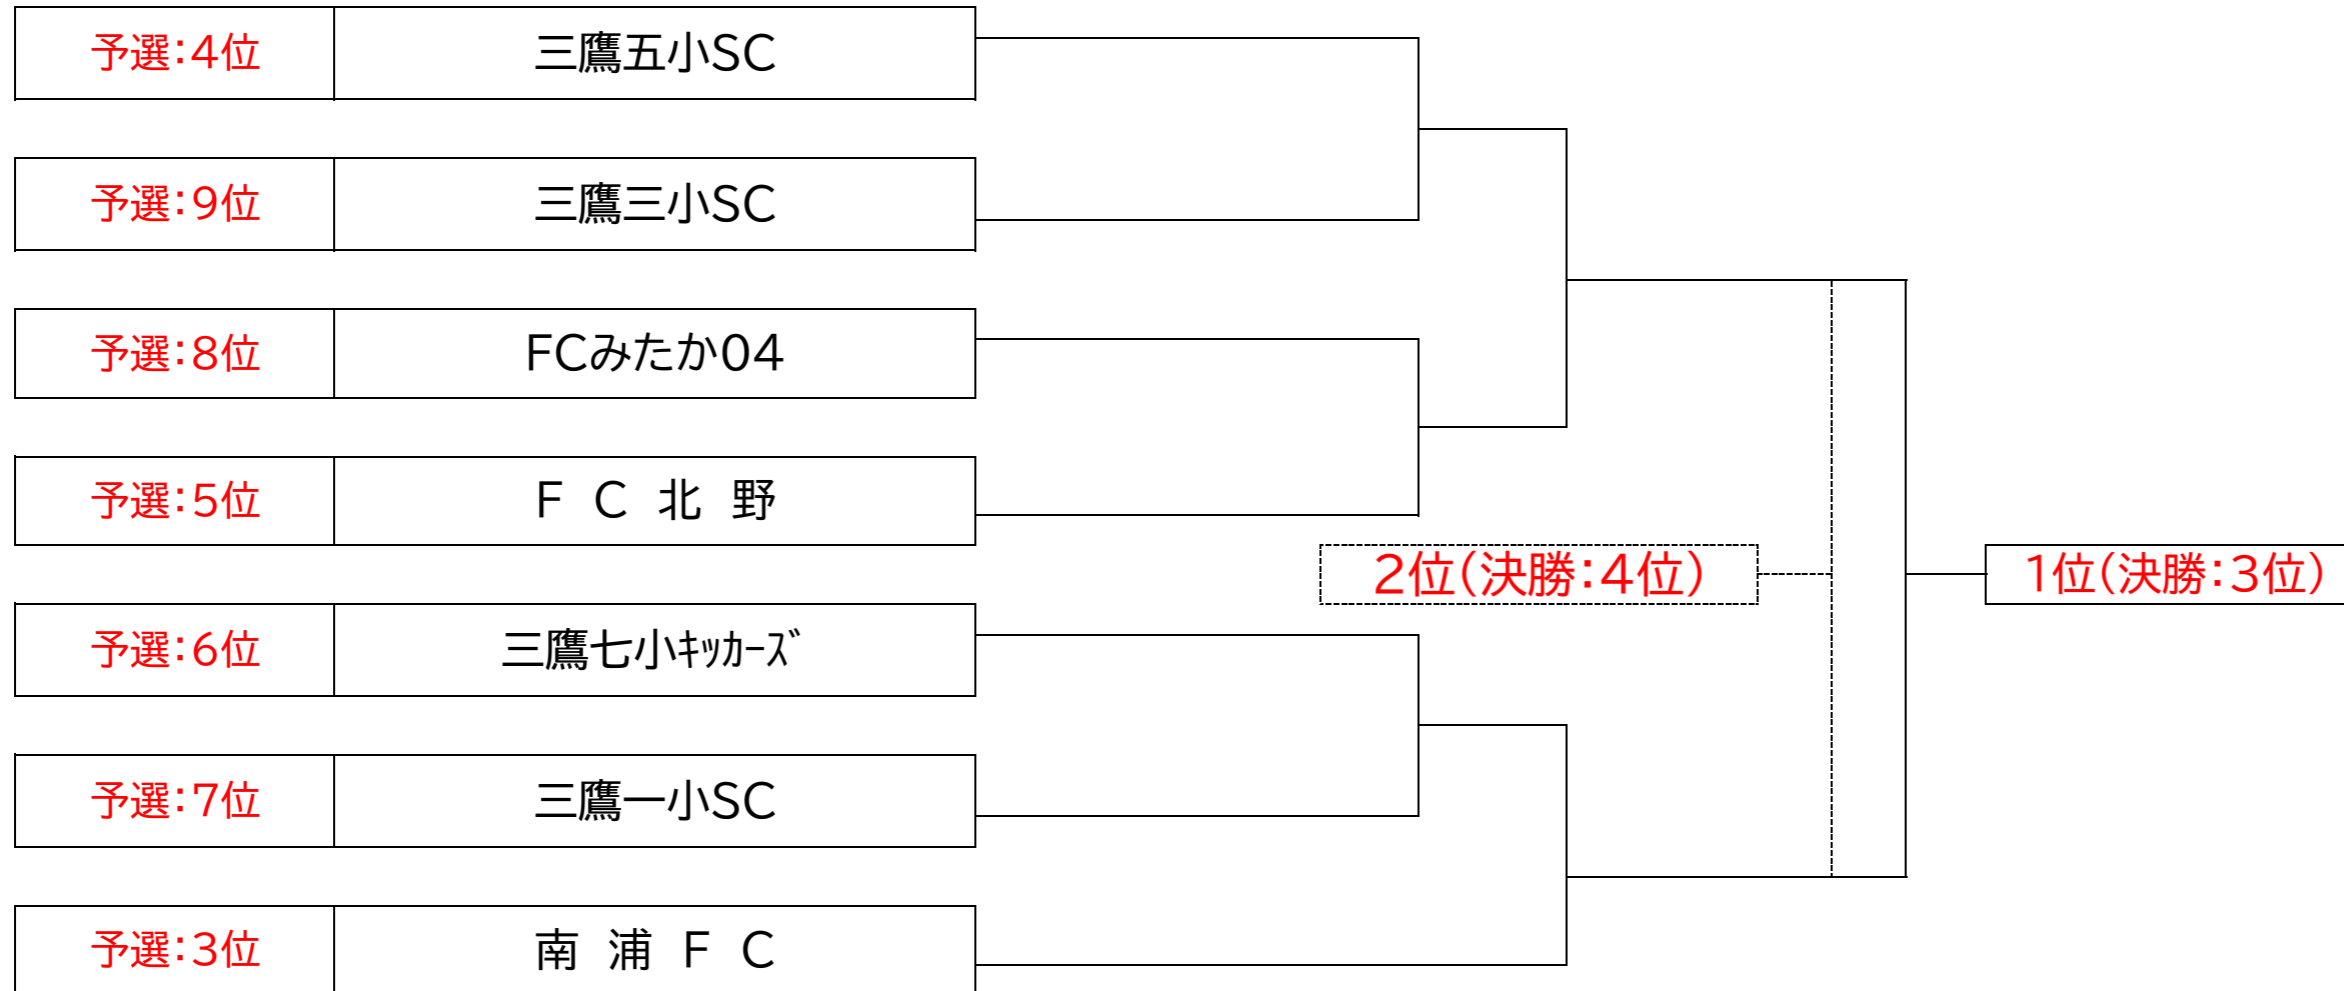 予選：4位 三鷹五小SC
予選：9位 三鷹三小SC
予選：8位 FCみたか04
予選：5位 Ｆ Ｃ 北 野
2位（決勝：4位） 1位（決勝：3位）
予選：6位 三鷹七小ｷｯｶｰｽﾞ
予選：7位 三鷹一小SC
予選：3位 南 浦 Ｆ Ｃ